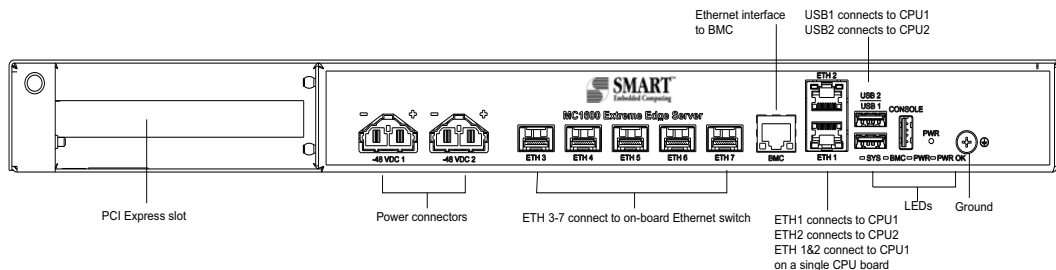 Ethernet interface
to BMC
USB1 connects to CPU1
USB2 connects to CPU2
SMART™
Embedded Computing
MC1600 Extreme Edge Server
ETH 2
USB 2
USB 1
CONSOLE
PWR
− +
− +
-48 VDC 1
-48 VDC 2
ETH 3
ETH 4
ETH 5
ETH 6
ETH 7
BMC
ETH 1
SYS
BMC
PWR
PWR OK
PCI Express slot
Power connectors
ETH 3-7 connect to on-board Ethernet switch
LEDs
Ground
ETH1 connects to CPU1
ETH2 connects to CPU2
ETH 1&2 connect to CPU1
on a single CPU board